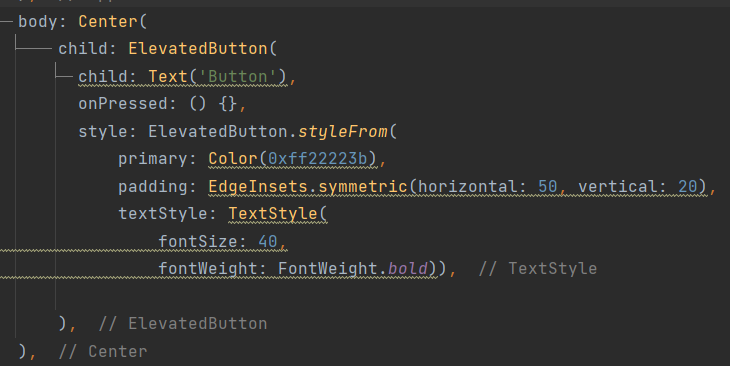 body: Center(
child: ElevatedButton(
child: Text('Button'),
onPressed: () {},
style: ElevatedButton.styleFrom(
primary: Color(0xff22223b),
padding: EdgeInsets.symmetric(horizontal: 50, vertical: 20),
textStyle: TextStyle(
fontSize: 40,
fontWeight: FontWeight.bold)),  // TextStyle
),  // ElevatedButton
),  // Center